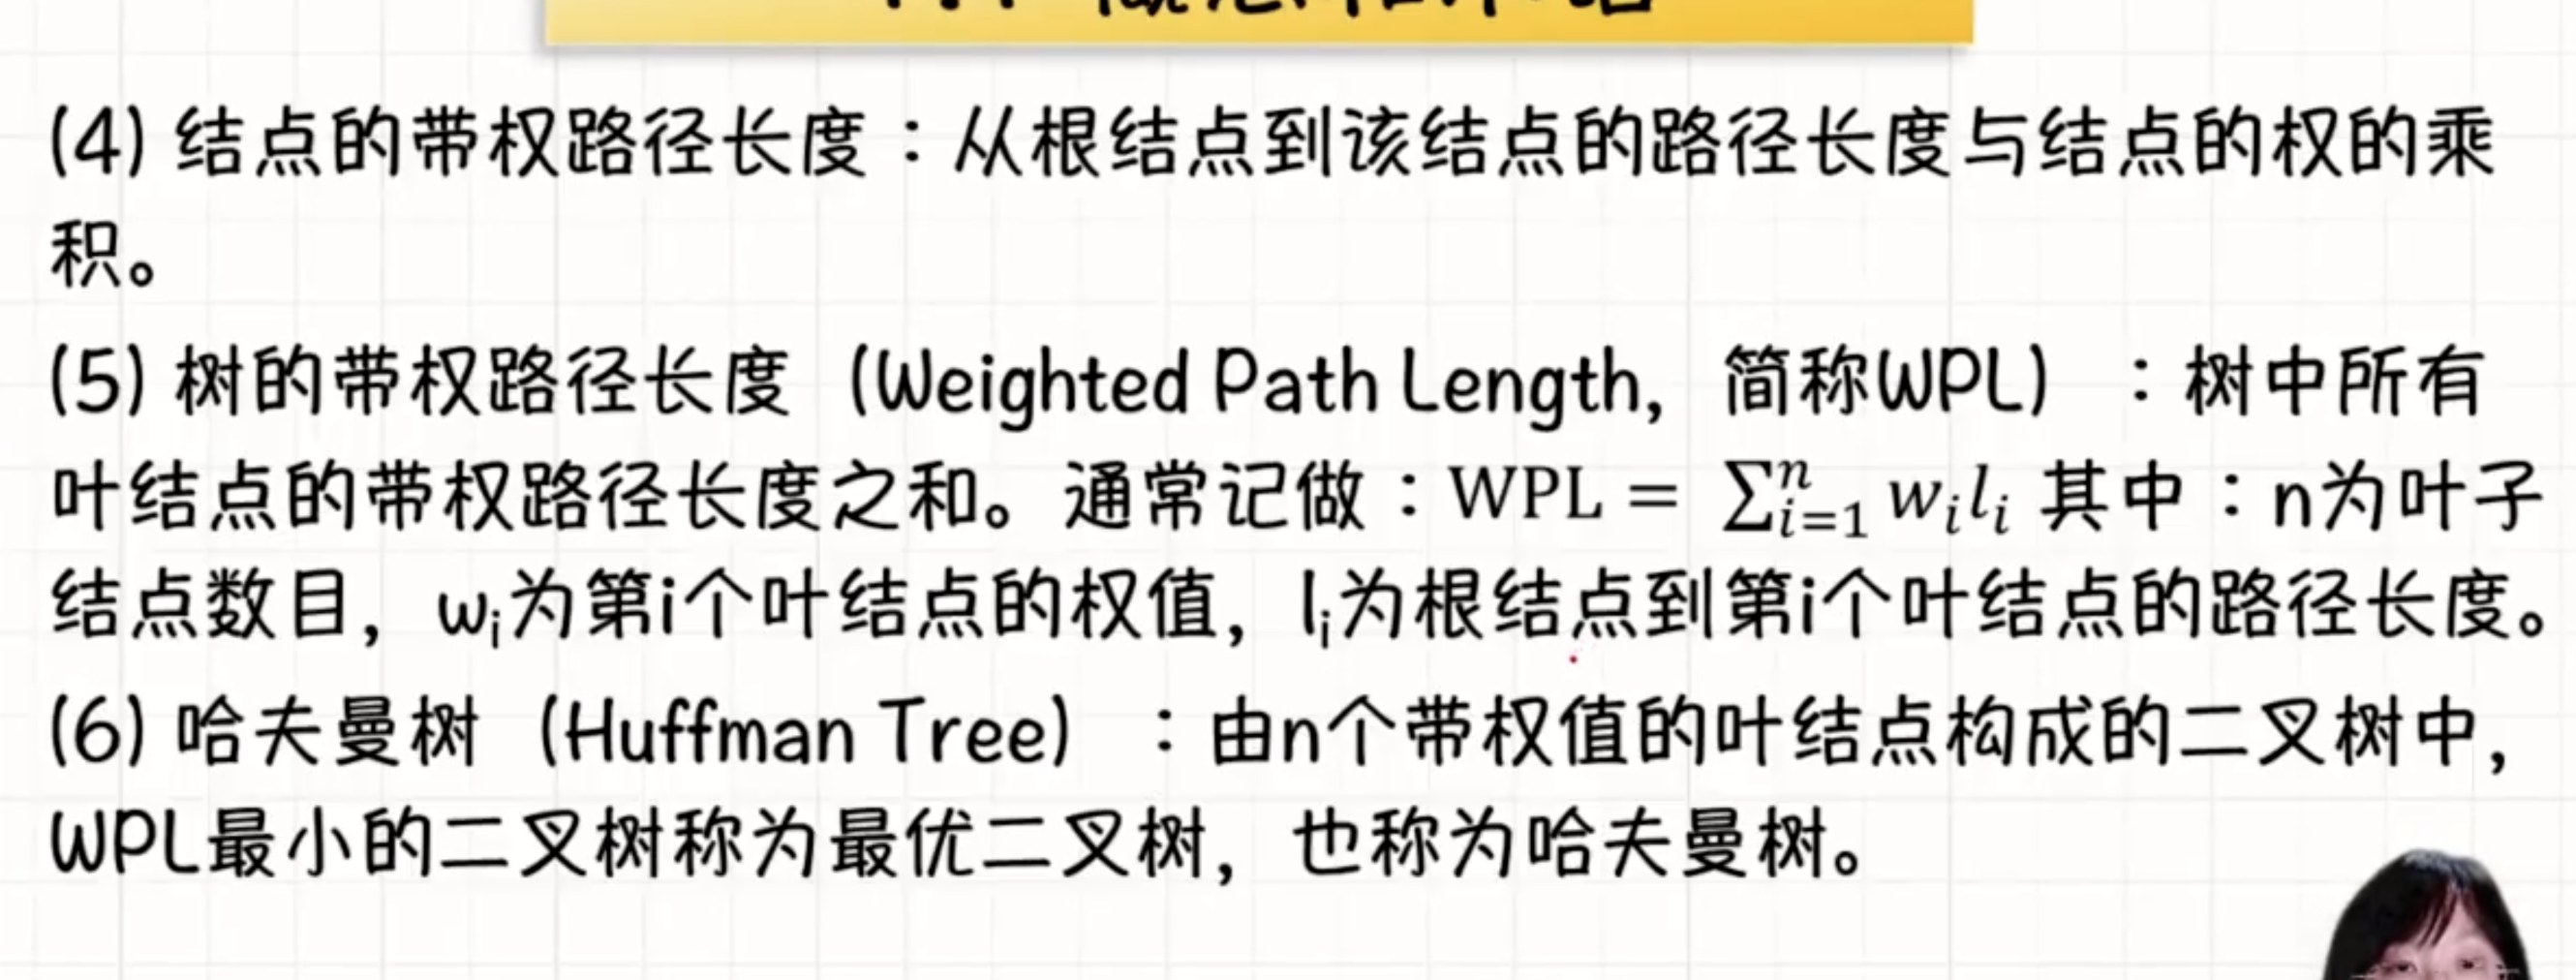 (4) 结点的带权路径长度：从根结点到该结点的路径长度与结点的权的乘
积。
(5) 树的带权路径长度（Weighted Path Length，简称WPL）：树中所有
叶结点的带权路径长度之和。通常记做：WPL = ∑ⁿᵢ₌₁ wᵢlᵢ 其中：n为叶子
结点数目，wᵢ为第i个叶结点的权值，lᵢ为根结点到第i个叶结点的路径长度。
(6) 哈夫曼树（Huffman Tree）：由n个带权值的叶结点构成的二叉树中，
WPL最小的二叉树称为最优二叉树，也称为哈夫曼树。